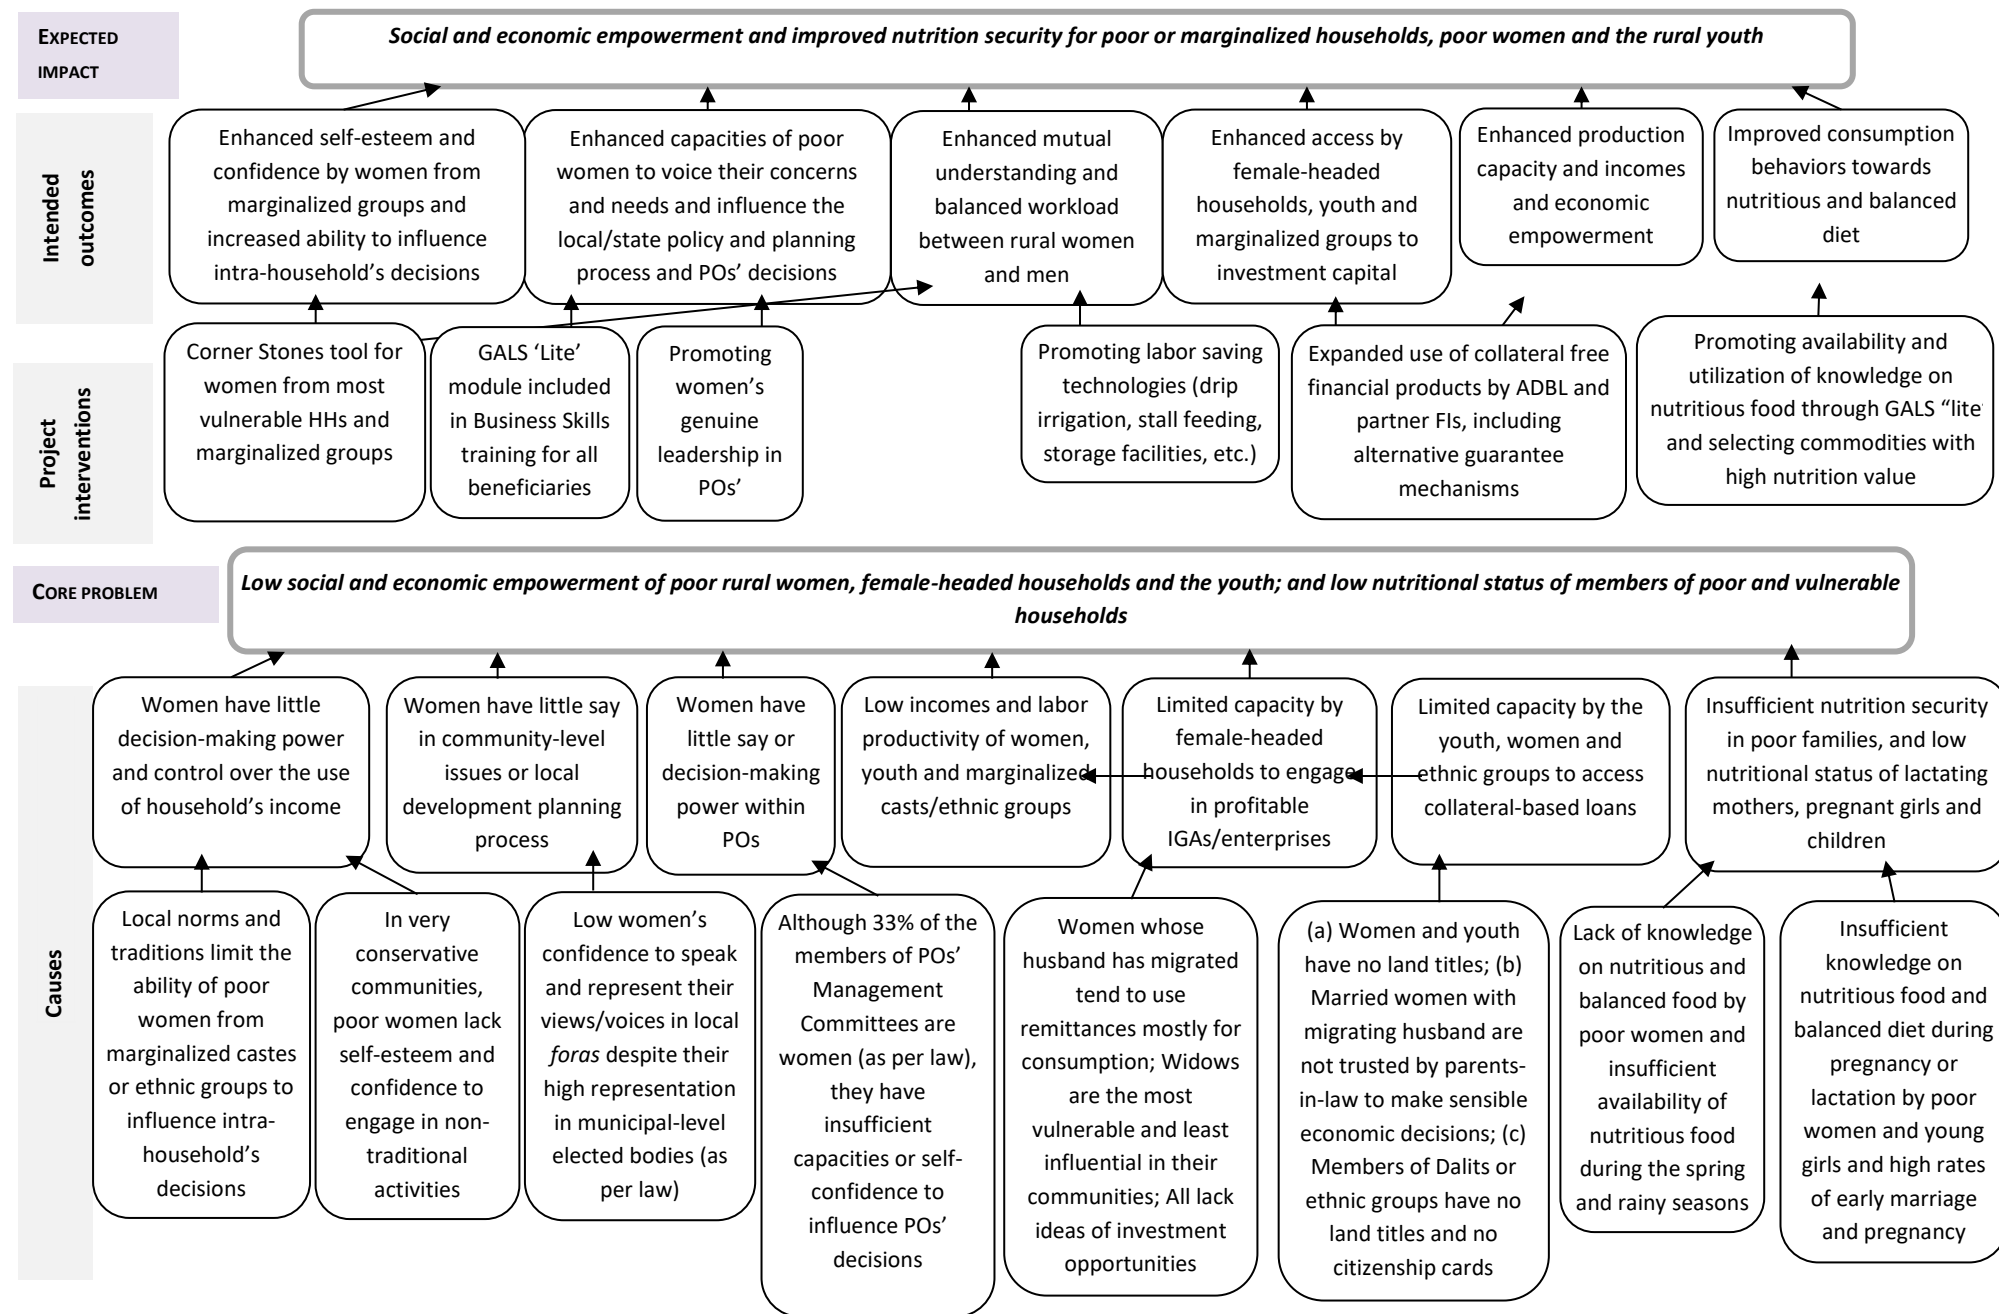 EXPECTED
IMPACT
Social and economic empowerment and improved nutrition security for poor or marginalized households, poor women and the rural youth
Intended
outcomes
Enhanced self-esteem and
confidence by women from
marginalized groups and
increased ability to influence
intra-household’s decisions
Enhanced capacities of poor
women to voice their concerns
and needs and influence the
local/state policy and planning
process and POs’ decisions
Enhanced mutual
understanding and
balanced workload
between rural women
and men
Enhanced access by
female-headed
households, youth and
marginalized groups to
investment capital
Enhanced production
capacity and incomes
and economic
empowerment
Improved consumption
behaviors towards
nutritious and balanced
diet
Project
interventions
Corner Stones tool for
women from most
vulnerable HHs and
marginalized groups
GALS ‘Lite’
module included
in Business Skills
training for all
beneficiaries
Promoting
women’s
genuine
leadership in
POs’
Promoting labor saving
technologies (drip
irrigation, stall feeding,
storage facilities, etc.)
Expanded use of collateral free
financial products by ADBL and
partner FIs, including
alternative guarantee
mechanisms
Promoting availability and
utilization of knowledge on
nutritious food through GALS “lite’
and selecting commodities with
high nutrition value
CORE PROBLEM
Low social and economic empowerment of poor rural women, female-headed households and the youth; and low nutritional status of members of poor and vulnerable
households
Causes
Women have little
decision-making power
and control over the use
of household’s income
Women have little say
in community-level
issues or local
development planning
process
Women have
little say or
decision-making
power within
POs
Low incomes and labor
productivity of women,
youth and marginalized
casts/ethnic groups
Limited capacity by
female-headed
households to engage
in profitable
IGAs/enterprises
Limited capacity by the
youth, women and
ethnic groups to access
collateral-based loans
Insufficient nutrition security
in poor families, and low
nutritional status of lactating
mothers, pregnant girls and
children
Local norms and
traditions limit the
ability of poor
women from
marginalized castes
or ethnic groups to
influence intra-
household’s
decisions
In very
conservative
communities,
poor women lack
self-esteem and
confidence to
engage in non-
traditional
activities
Low women’s
confidence to speak
and represent their
views/voices in local
foras despite their
high representation
in municipal-level
elected bodies (as
per law)
Although 33% of the
members of POs’
Management
Committees are
women (as per law),
they have
insufficient
capacities or self-
confidence to
influence POs’
decisions
Women whose
husband has migrated
tend to use
remittances mostly for
consumption; Widows
are the most
vulnerable and least
influential in their
communities; All lack
ideas of investment
opportunities
(a) Women and youth
have no land titles; (b)
Married women with
migrating husband are
not trusted by parents-
in-law to make sensible
economic decisions; (c)
Members of Dalits or
ethnic groups have no
land titles and no
citizenship cards
Lack of knowledge
on nutritious and
balanced food by
poor women and
insufficient
availability of
nutritious food
during the spring
and rainy seasons
Insufficient
knowledge on
nutritious food and
balanced diet during
pregnancy or
lactation by poor
women and young
girls and high rates
of early marriage
and pregnancy